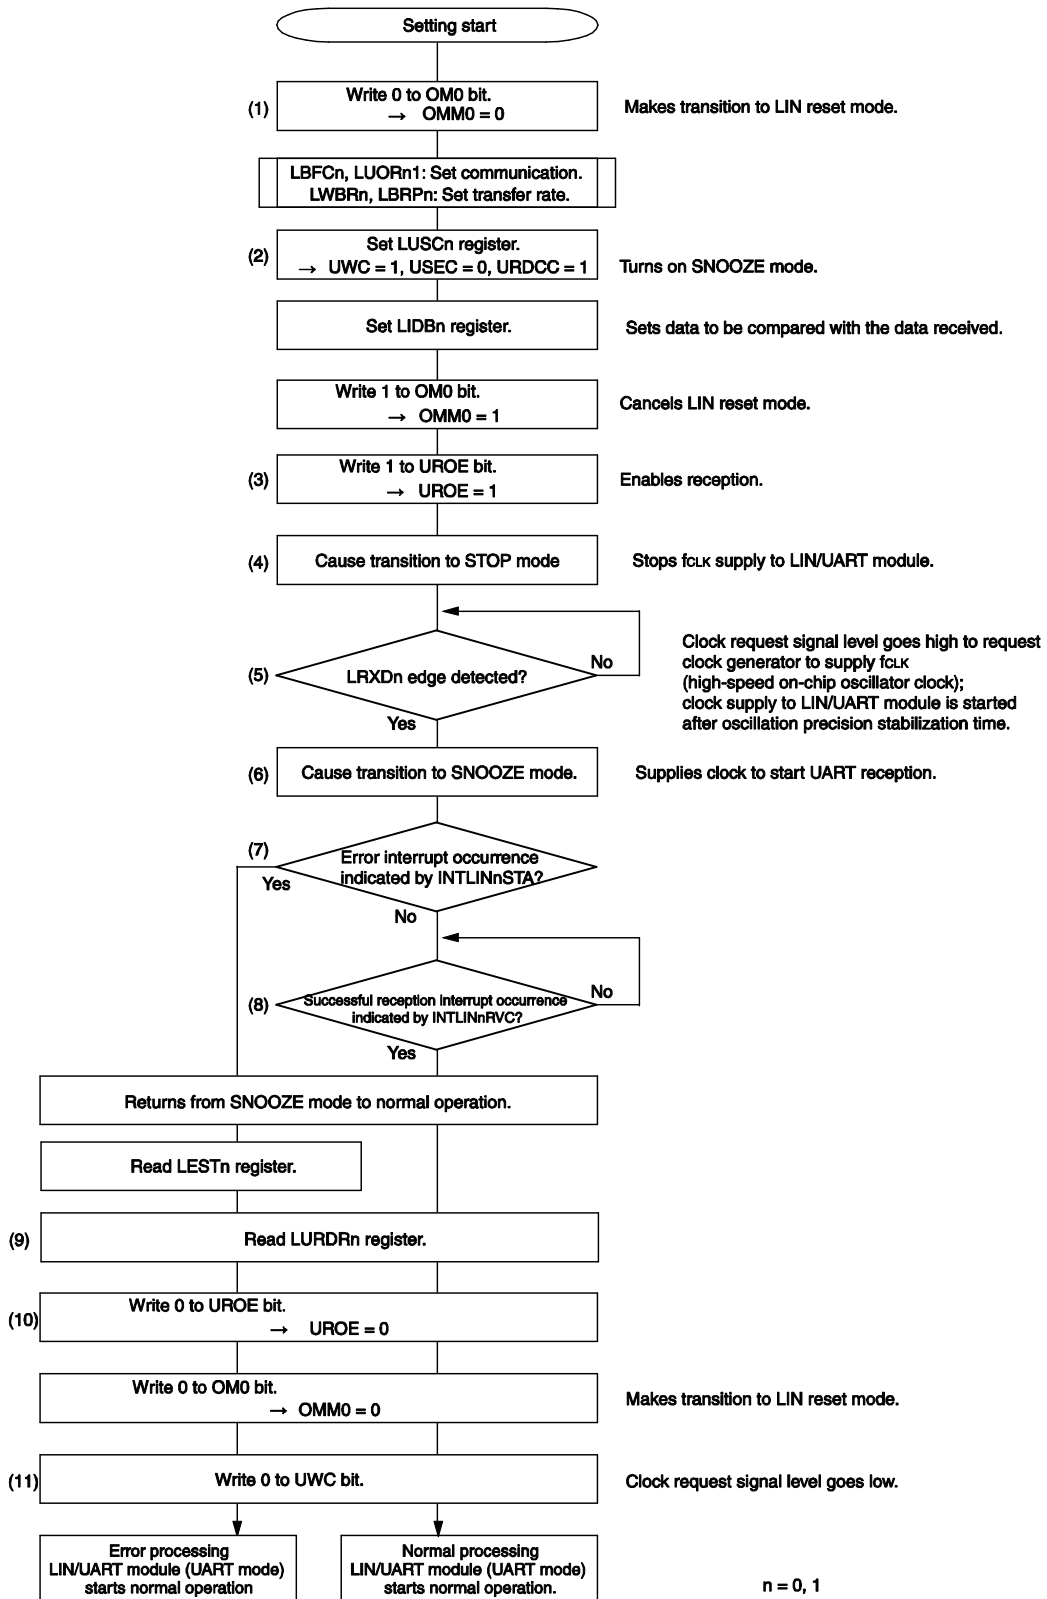 Setting start
(1)
Write 0 to OM0 bit.
→ OMM0 = 0
Makes transition to LIN reset mode.
LBFCn, LUORn1: Set communication.
LWBRn, LBRPn: Set transfer rate.
(2)
Set LUSCn register.
→ UWC = 1, USEC = 0, URDCC = 1
Turns on SNOOZE mode.
Set LIDBn register.
Sets data to be compared with the data received.
Write 1 to OM0 bit.
→ OMM0 = 1
Cancels LIN reset mode.
(3)
Write 1 to UROE bit.
→ UROE = 1
Enables reception.
(4)
Cause transition to STOP mode
Stops fCLK supply to LIN/UART module.
(5)
LRXDn edge detected?
No
Yes
Clock request signal level goes high to request
clock generator to supply fCLK
(high-speed on-chip oscillator clock);
clock supply to LIN/UART module is started
after oscillation precision stabilization time.
(6)
Cause transition to SNOOZE mode.
Supplies clock to start UART reception.
(7)
Error interrupt occurrence
indicated by INTLINnSTA?
Yes
No
(8)
Successful reception interrupt occurrence
indicated by INTLINnRVC?
No
Yes
Returns from SNOOZE mode to normal operation.
Read LESTn register.
(9)
Read LURDRn register.
(10)
Write 0 to UROE bit.
→ UROE = 0
Write 0 to OM0 bit.
→ OMM0 = 0
Makes transition to LIN reset mode.
(11)
Write 0 to UWC bit.
Clock request signal level goes low.
Error processing
LIN/UART module (UART mode)
starts normal operation
Normal processing
LIN/UART module (UART mode)
starts normal operation.
n = 0, 1